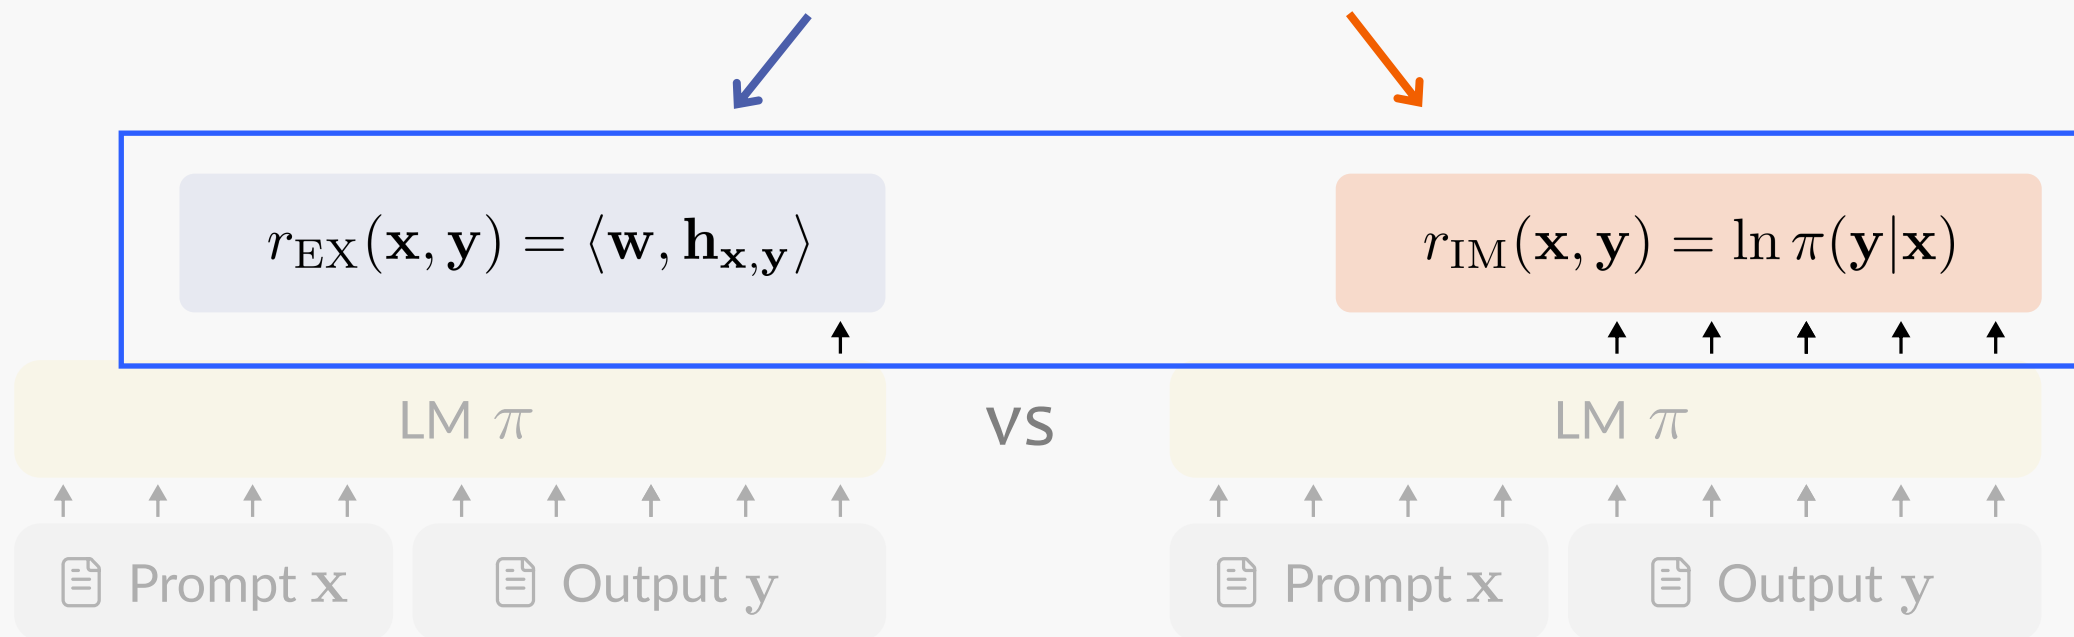 r_EX(x, y) = ⟨w, h_x,y⟩
r_IM(x, y) = ln π(y|x)
LM π
vs
LM π
Prompt x
Output y
Prompt x
Output y